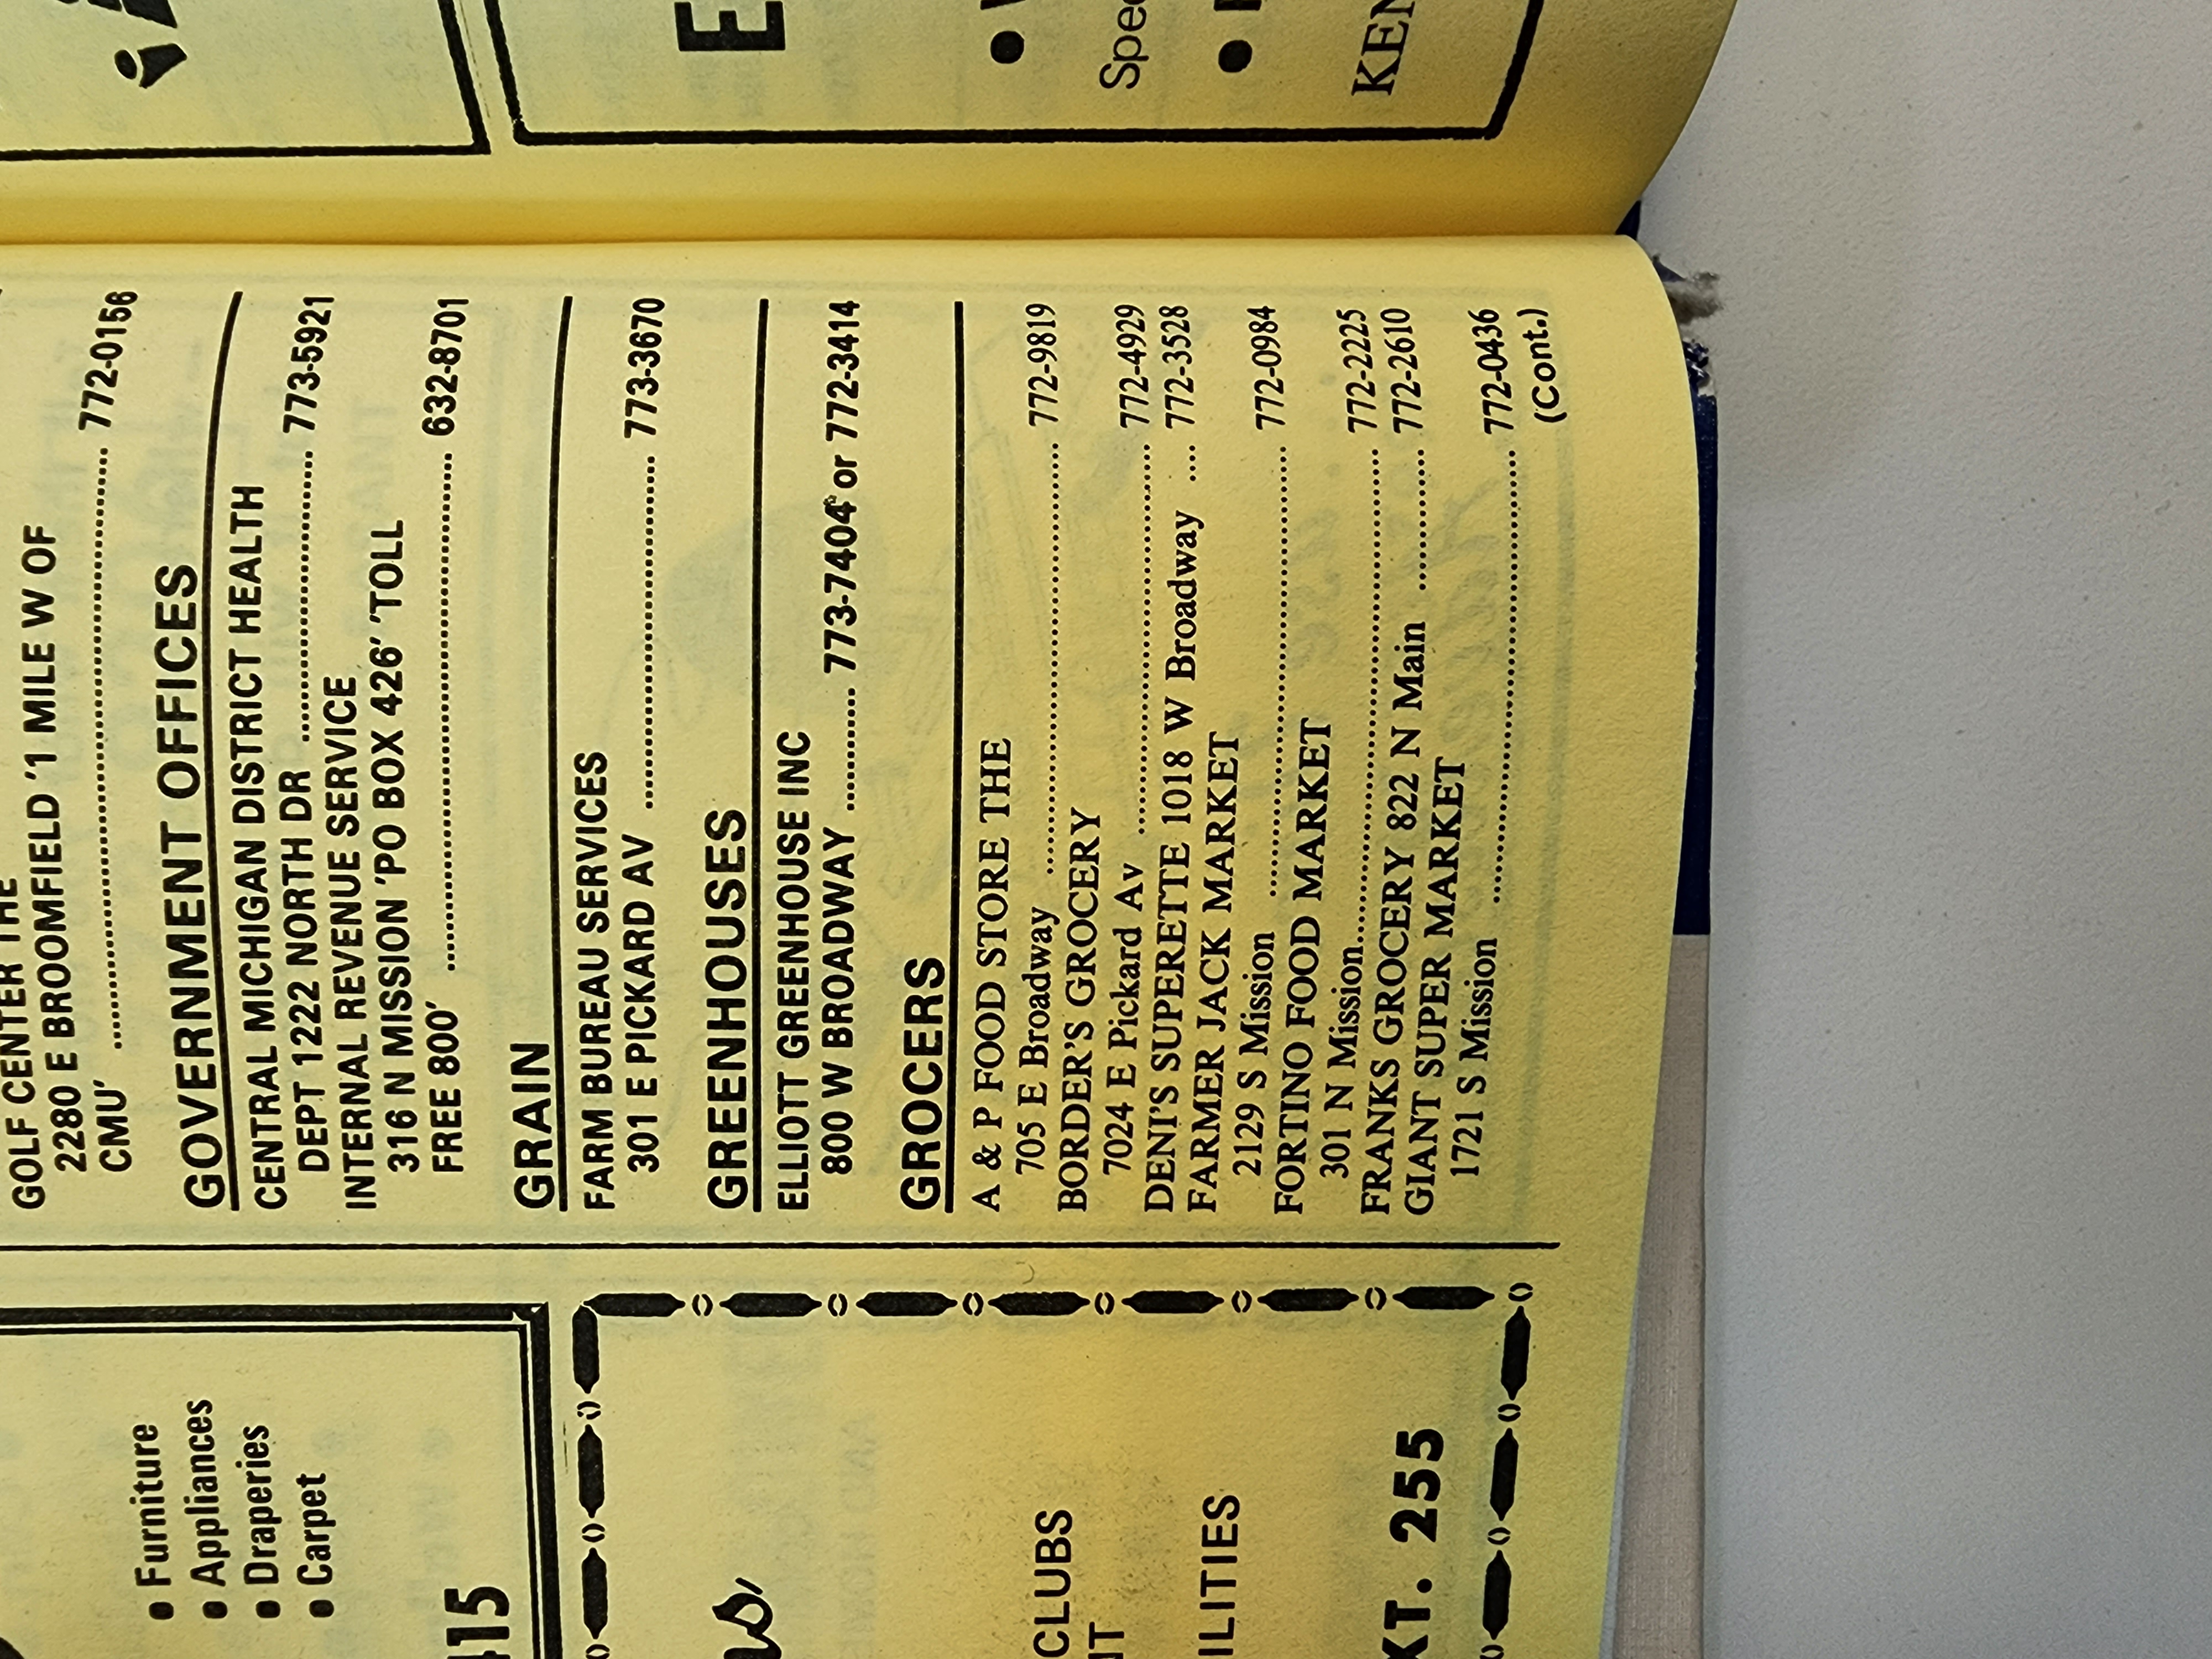 • Furniture
• Appliances
• Draperies
• Carpet
415
CLUBS
ILITIES
255
GOLF CENTER THE
2280 E BROOMFIELD '1 MILE W OF
CMU' .......... 772-0156
GOVERNMENT OFFICES
CENTRAL MICHIGAN DISTRICT HEALTH
DEPT 1222 NORTH DR .......... 773-5921
INTERNAL REVENUE SERVICE
316 N MISSION 'PO BOX 426' 'TOLL
FREE 800' .......... 632-8701
GRAIN
FARM BUREAU SERVICES
301 E PICKARD AV .......... 773-3670
GREENHOUSES
ELLIOTT GREENHOUSE INC
800 W BROADWAY .......... 773-7404 or 772-3414
GROCERS
A & P FOOD STORE THE
705 E Broadway .......... 772-9819
BORDER'S GROCERY
7024 E Pickard Av .......... 772-4929
DENI'S SUPERETTE 1018 W Broadway .... 772-3528
FARMER JACK MARKET
2129 S Mission .......... 772-0984
FORTINO FOOD MARKET
301 N Mission.......... 772-2225
FRANKS GROCERY 822 N Main .......... 772-2610
GIANT SUPER MARKET
1721 S Mission .......... 772-0436
(Cont.)
E
Spec
KEN